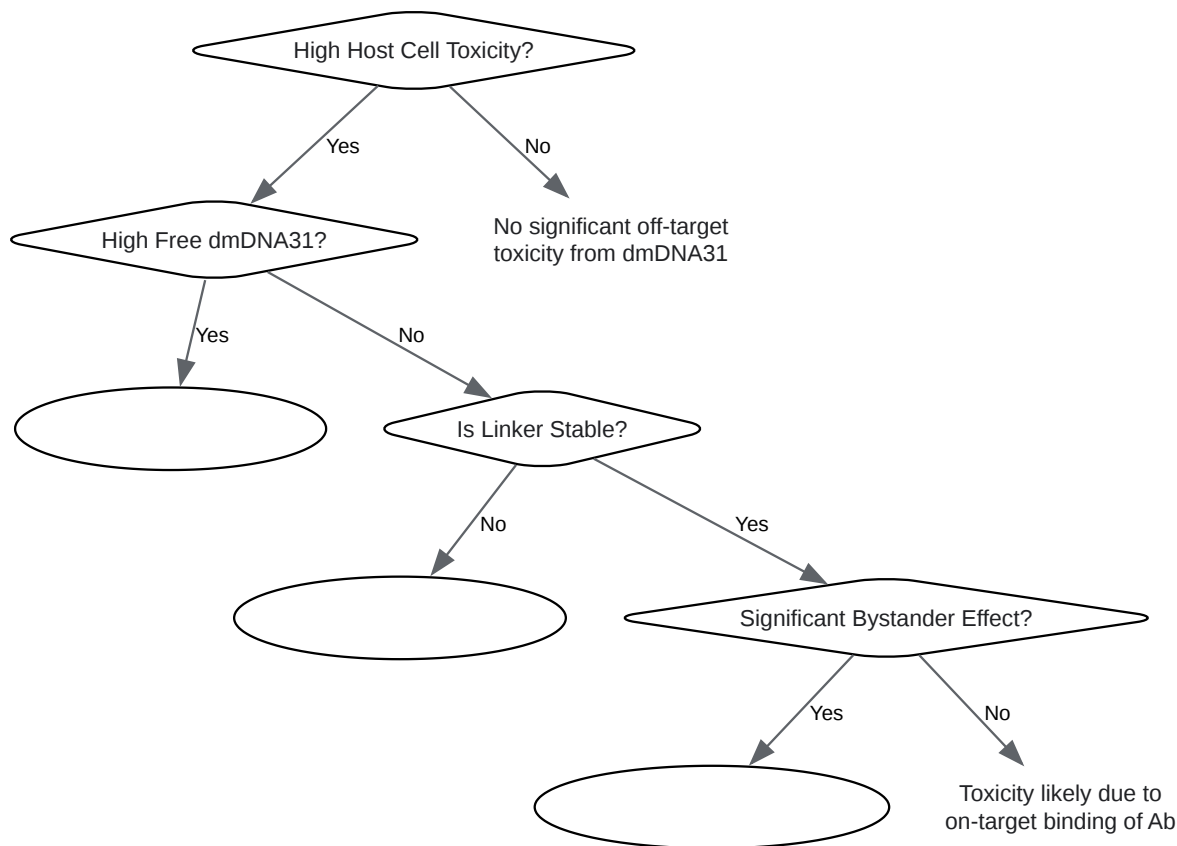 High Host Cell Toxicity?
Yes
No
No significant off-target
toxicity from dmDNA31
High Free dmDNA31?
Yes
No
Is Linker Stable?
No
Yes
Significant Bystander Effect?
Yes
No
Toxicity likely due to
on-target binding of Ab